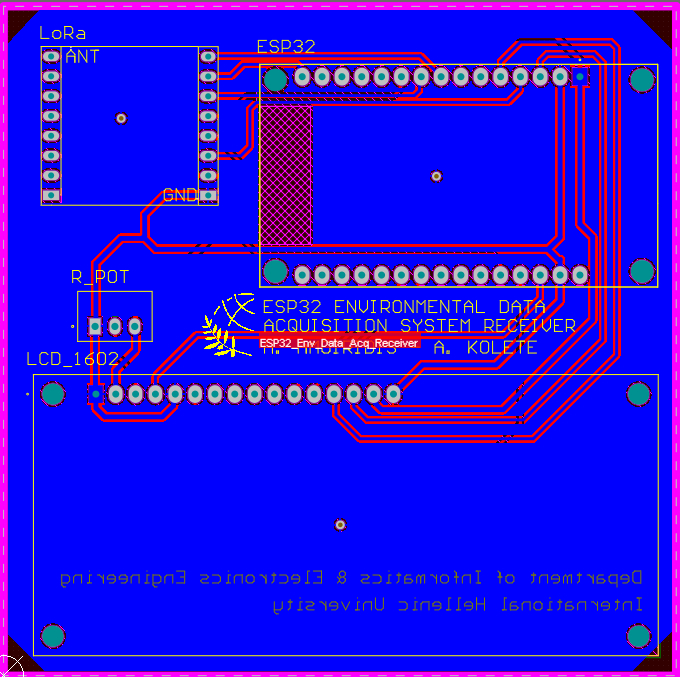 LoRa
ANT
ESP32
GND
R_POT
ESP32 ENVIRONMENTAL DATA
ACQUISITION SYSTEM RECEIVER
A. KOLETE
ESP32_Env_Data_Acq_Receiver
LCD_1602
Department of Informatics & Electronics Engineering
International Hellenic University